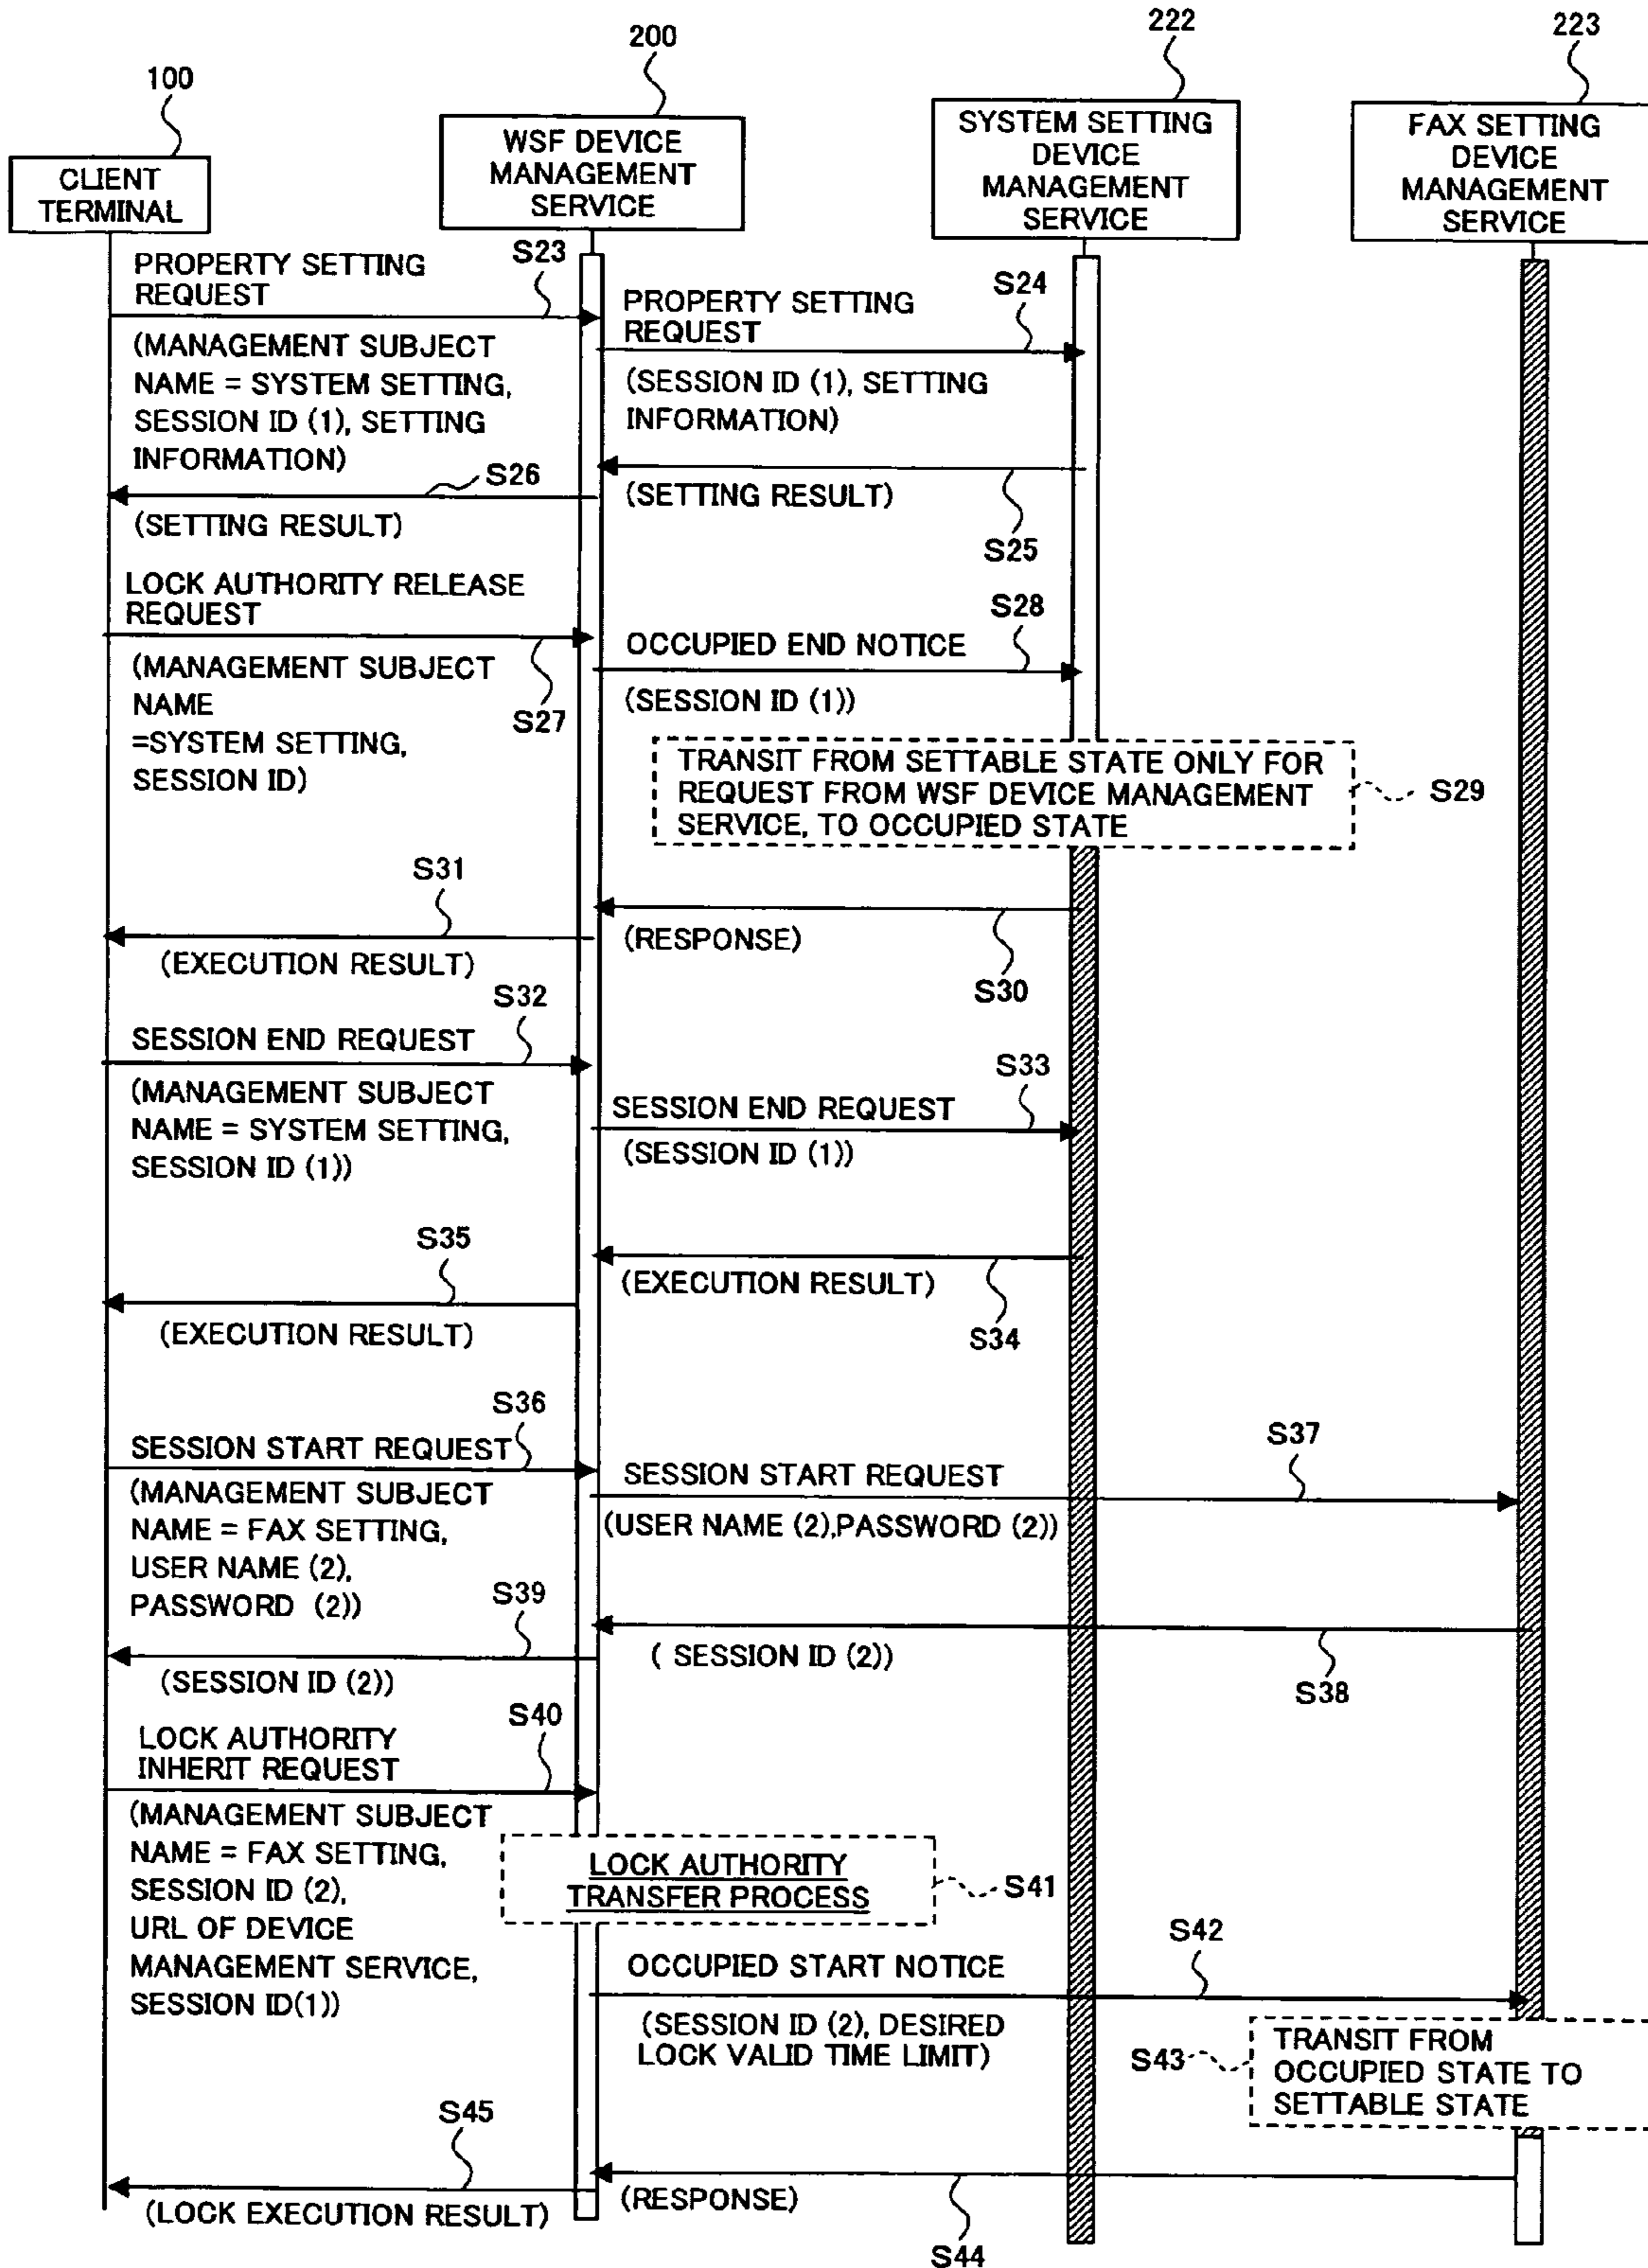 100
200
222
223
CLIENT
TERMINAL
WSF DEVICE
MANAGEMENT
SERVICE
SYSTEM SETTING
DEVICE
MANAGEMENT
SERVICE
FAX SETTING
DEVICE
MANAGEMENT
SERVICE
PROPERTY SETTING
REQUEST
S23
(MANAGEMENT SUBJECT
NAME = SYSTEM SETTING,
SESSION ID (1), SETTING
INFORMATION)
PROPERTY SETTING
REQUEST
S24
(SESSION ID (1), SETTING
INFORMATION)
(SETTING RESULT)
S25
S26
(SETTING RESULT)
LOCK AUTHORITY RELEASE
REQUEST
S27
(MANAGEMENT SUBJECT
NAME
=SYSTEM SETTING,
SESSION ID)
OCCUPIED END NOTICE
S28
(SESSION ID (1))
TRANSIT FROM SETTABLE STATE ONLY FOR
REQUEST FROM WSF DEVICE MANAGEMENT
SERVICE, TO OCCUPIED STATE
S29
(RESPONSE)
S30
S31
(EXECUTION RESULT)
S32
SESSION END REQUEST
(MANAGEMENT SUBJECT
NAME = SYSTEM SETTING,
SESSION ID (1))
S33
SESSION END REQUEST
(SESSION ID (1))
(EXECUTION RESULT)
S34
S35
(EXECUTION RESULT)
S36
SESSION START REQUEST
(MANAGEMENT SUBJECT
NAME = FAX SETTING,
USER NAME (2),
PASSWORD (2))
S37
SESSION START REQUEST
(USER NAME (2),PASSWORD (2))
( SESSION ID (2))
S38
S39
(SESSION ID (2))
S40
LOCK AUTHORITY
INHERIT REQUEST
(MANAGEMENT SUBJECT
NAME = FAX SETTING,
SESSION ID (2),
URL OF DEVICE
MANAGEMENT SERVICE,
SESSION ID(1))
LOCK AUTHORITY
TRANSFER PROCESS
S41
S42
OCCUPIED START NOTICE
(SESSION ID (2), DESIRED
LOCK VALID TIME LIMIT)
S43
TRANSIT FROM
OCCUPIED STATE TO
SETTABLE STATE
(RESPONSE)
S44
S45
(LOCK EXECUTION RESULT)